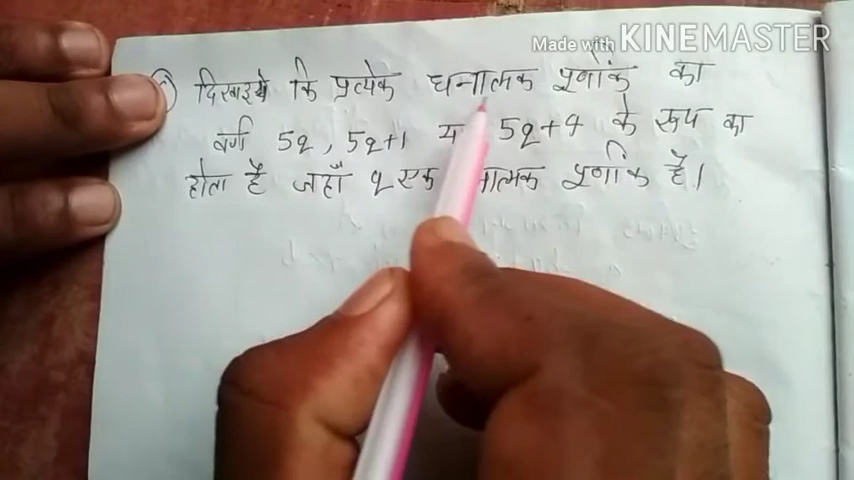 Made with KINEMASTER
दिखाइये कि प्रत्येक धनात्मक पूर्णांक का
वर्ग 5q, 5q+1 5q+4 के रूप का
होता है जहाँ q एक पूर्णांक है।